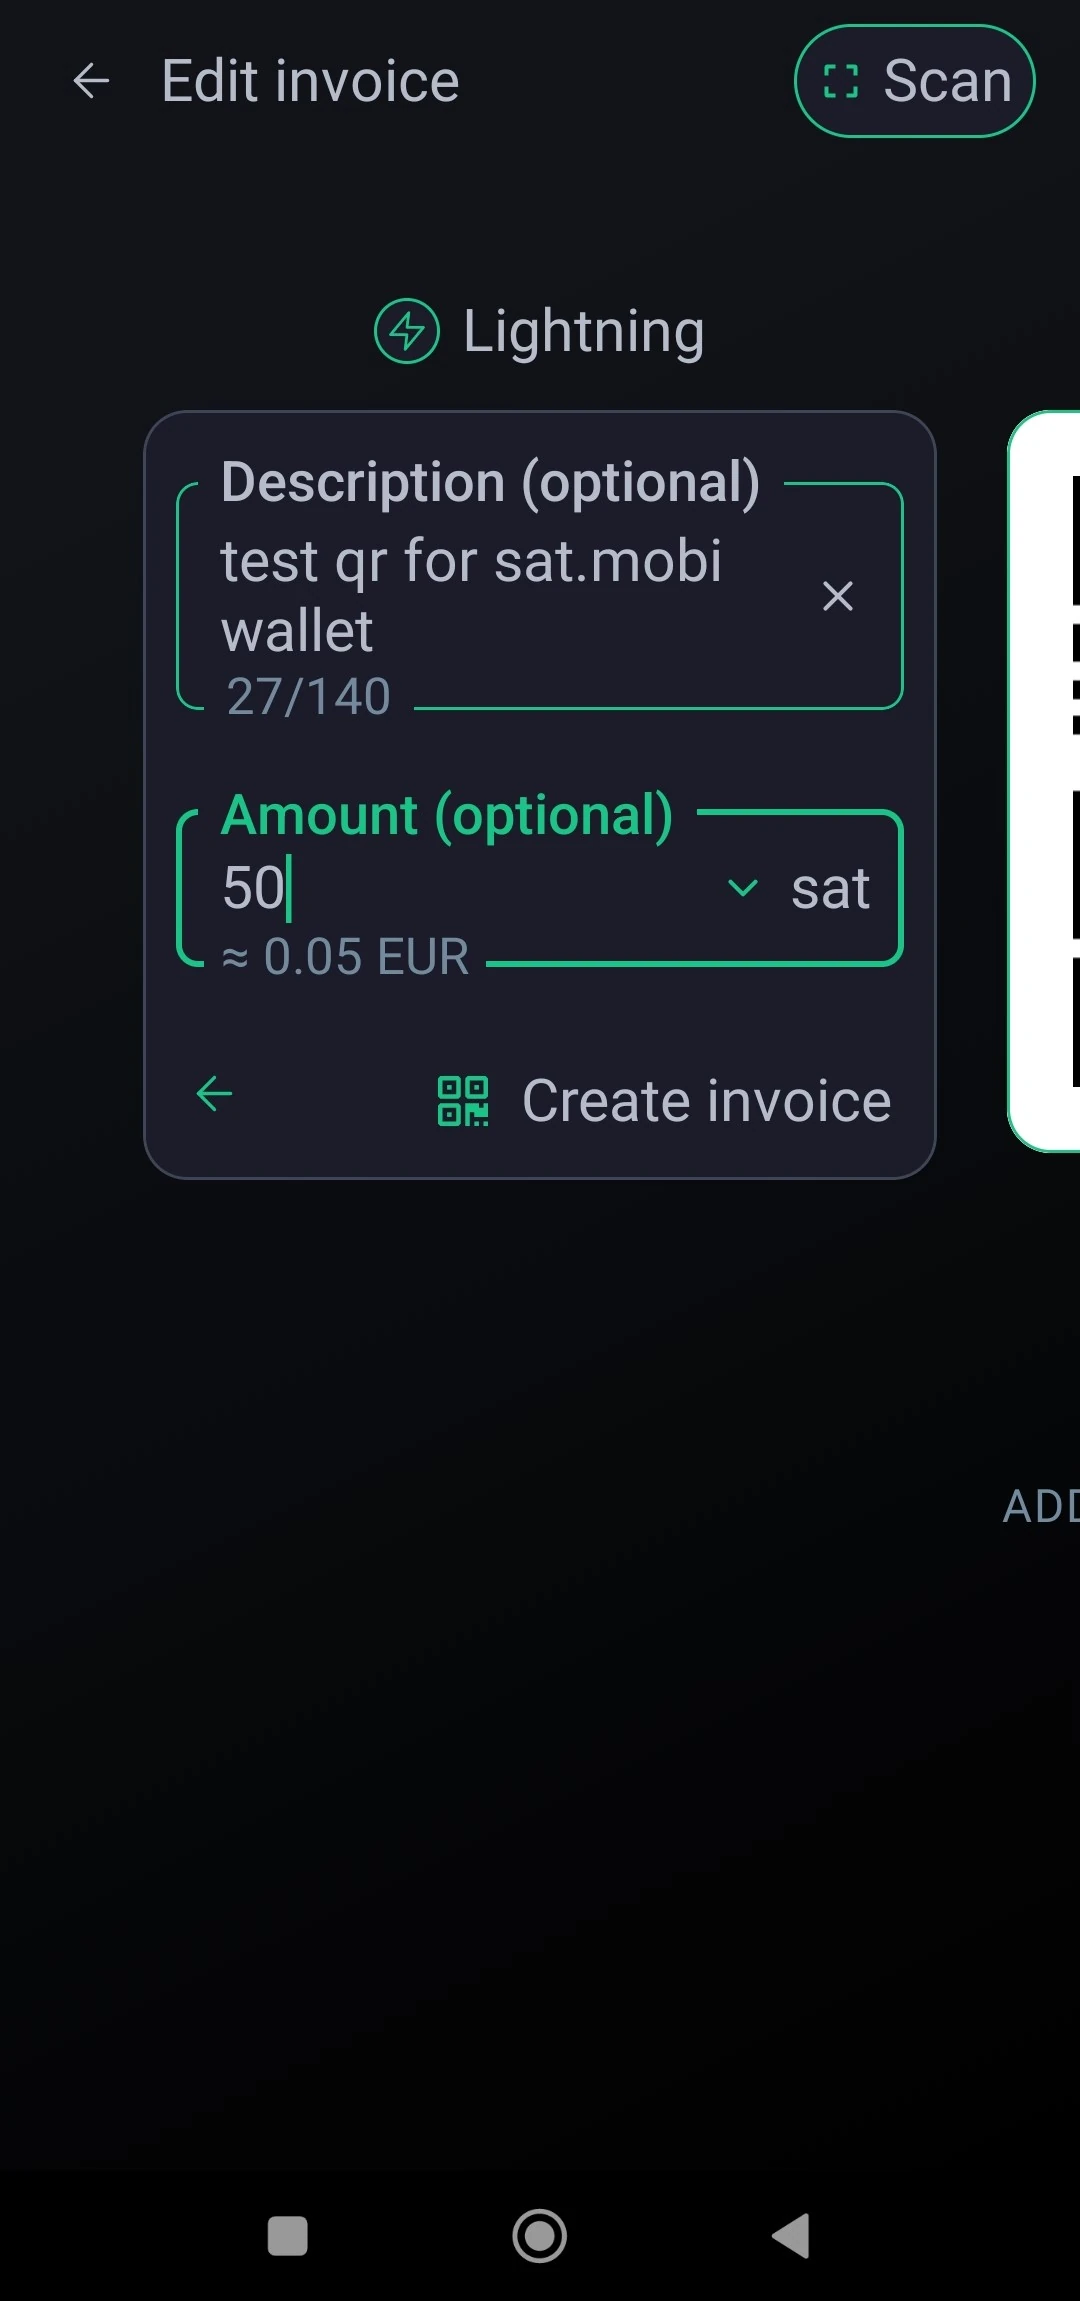 Edit invoice
Scan
Lightning
Description (optional)
test qr for sat.mobi
wallet
27/140
Amount (optional)
50
sat
≈ 0.05 EUR
Create invoice